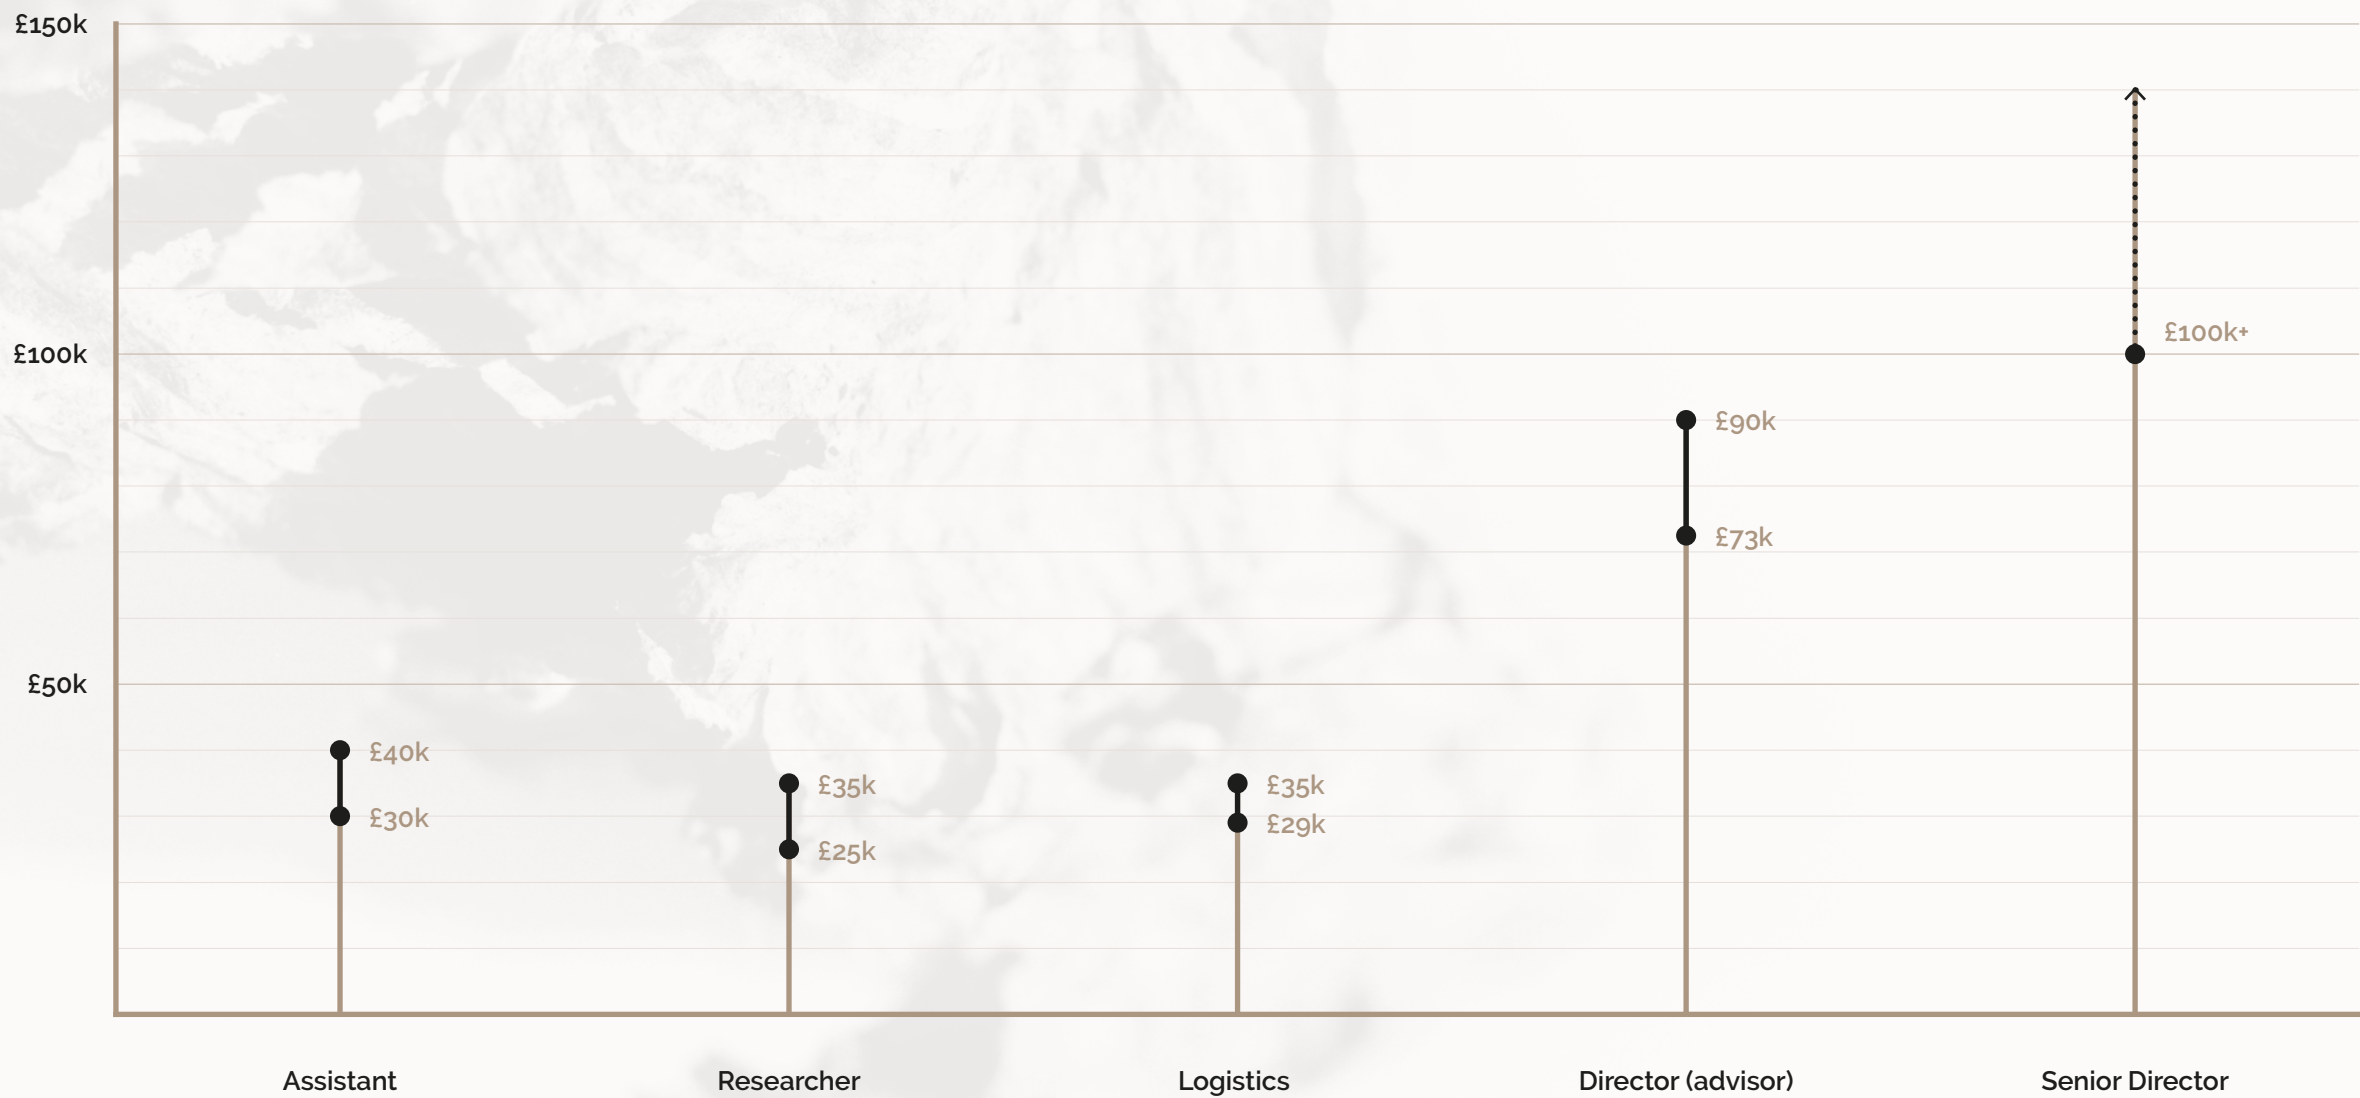 £150k
£100k
£50k
£100k+
£90k
£73k
£40k
£30k
£35k
£25k
£35k
£29k
Assistant
Researcher
Logistics
Director (advisor)
Senior Director